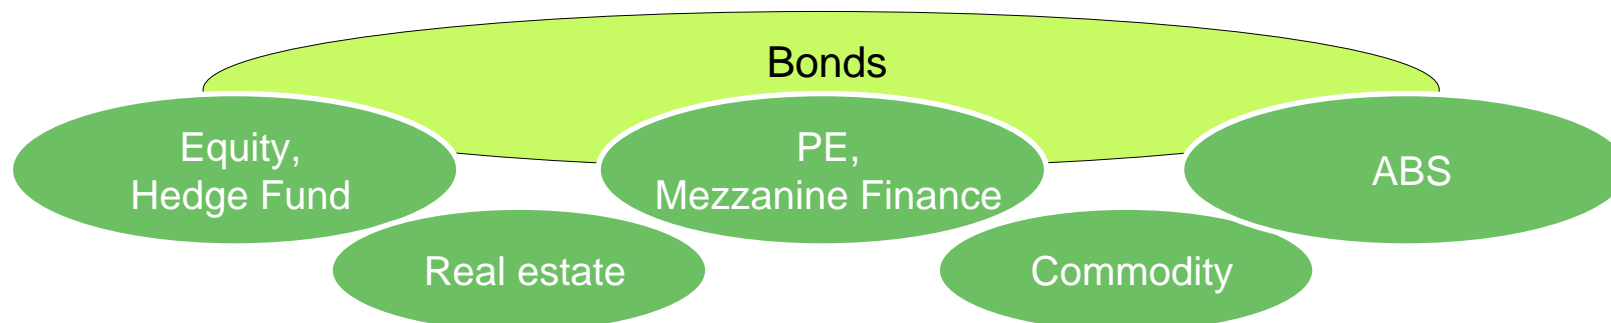 Bonds
Equity,
Hedge Fund
PE,
Mezzanine Finance
ABS
Real estate
Commodity